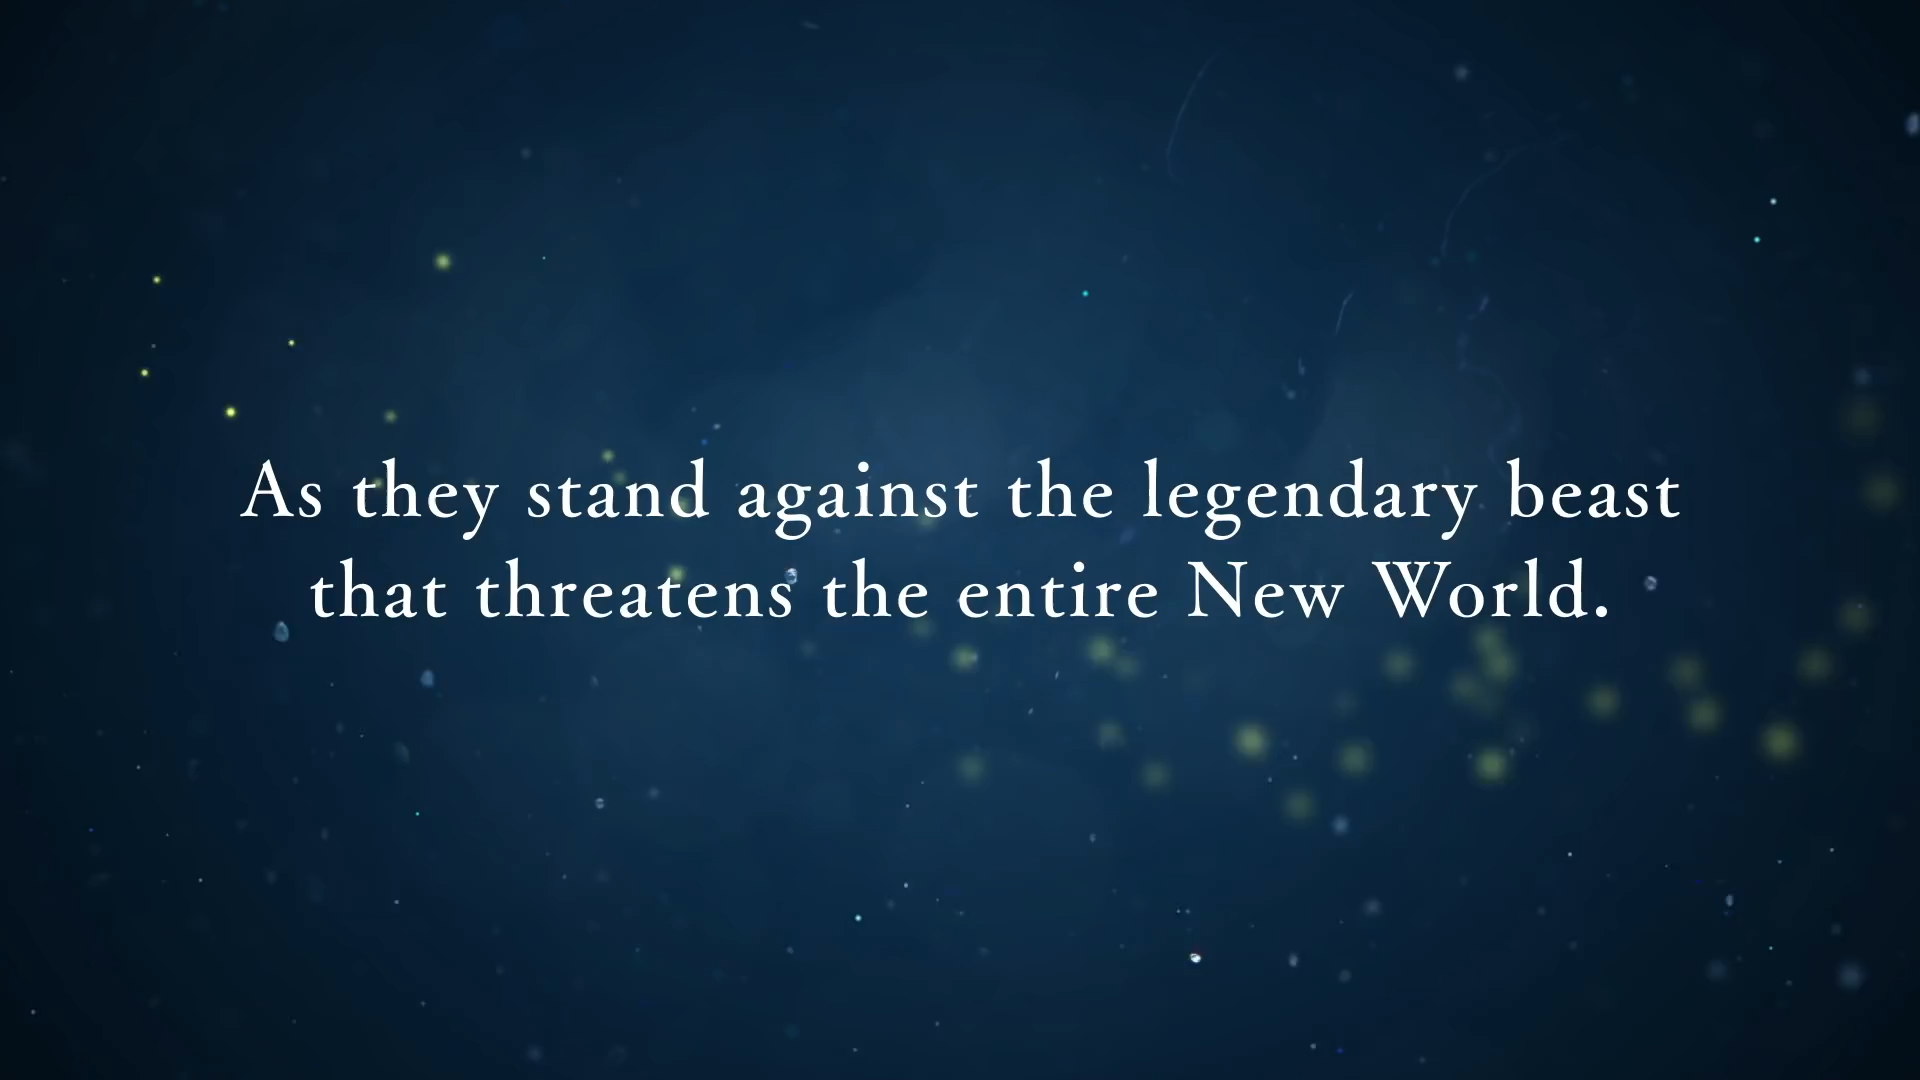 As they stand against the legendary beast
that threatens the entire New World.